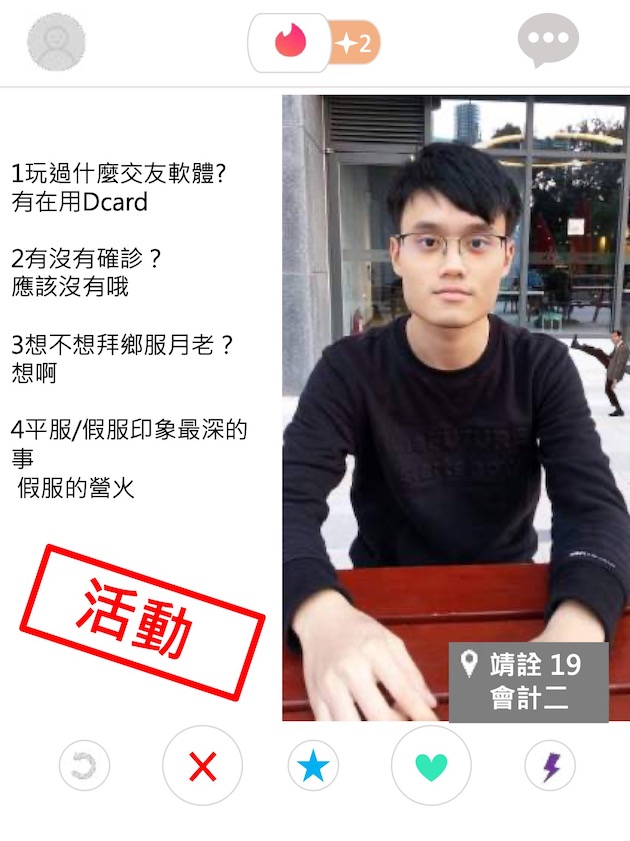 2
1玩過什麼交友軟體?
有在用Dcard
2有沒有確診？
應該沒有哦
3想不想拜鄉服月老？
想啊
4平服/假服印象最深的
事
假服的營火
活動
靖詮 19
會計二